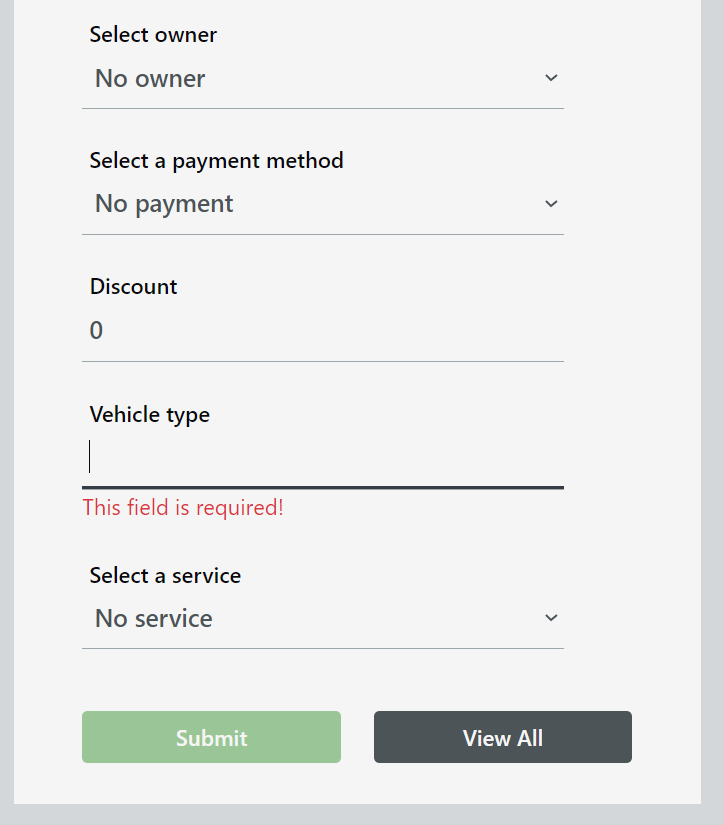 Select owner
No owner
Select a payment method
No payment
Discount
0
Vehicle type
This field is required!
Select a service
No service
Submit
View All